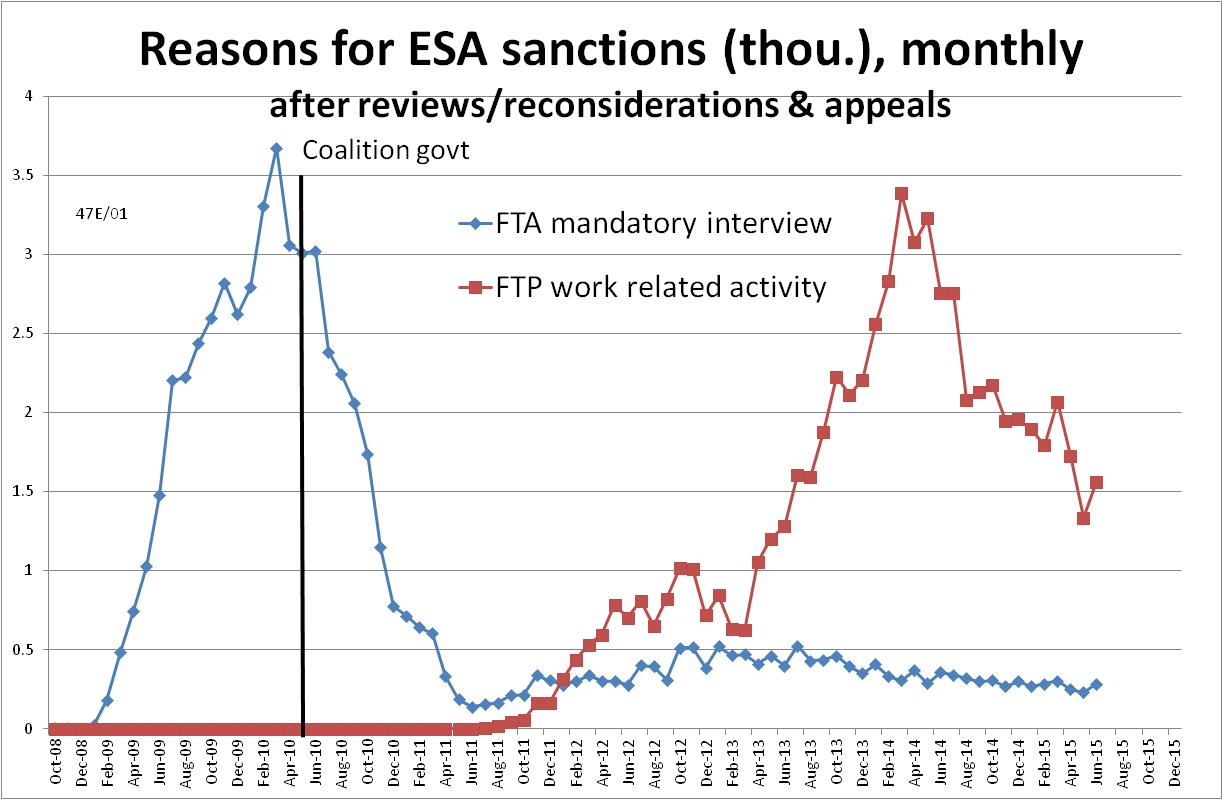 Reasons for ESA sanctions (thou.), monthly
after reviews/reconsiderations & appeals
4
Coalition govt
3.5
47E/01
FTA mandatory interview
3
FTP work related activity
2.5
2
1.5
1
0.5
0
Oct-08
Dec-08
Feb-09
Apr-09
Jun-09
Aug-09
Oct-09
Dec-09
Feb-10
Apr-10
Jun-10
Aug-10
Oct-10
Dec-10
Feb-11
Apr-11
Jun-11
Aug-11
Oct-11
Dec-11
Feb-12
Apr-12
Jun-12
Aug-12
Oct-12
Dec-12
Feb-13
Apr-13
Jun-13
Aug-13
Oct-13
Dec-13
Feb-14
Apr-14
Jun-14
Aug-14
Oct-14
Dec-14
Feb-15
Apr-15
Jun-15
Aug-15
Oct-15
Dec-15